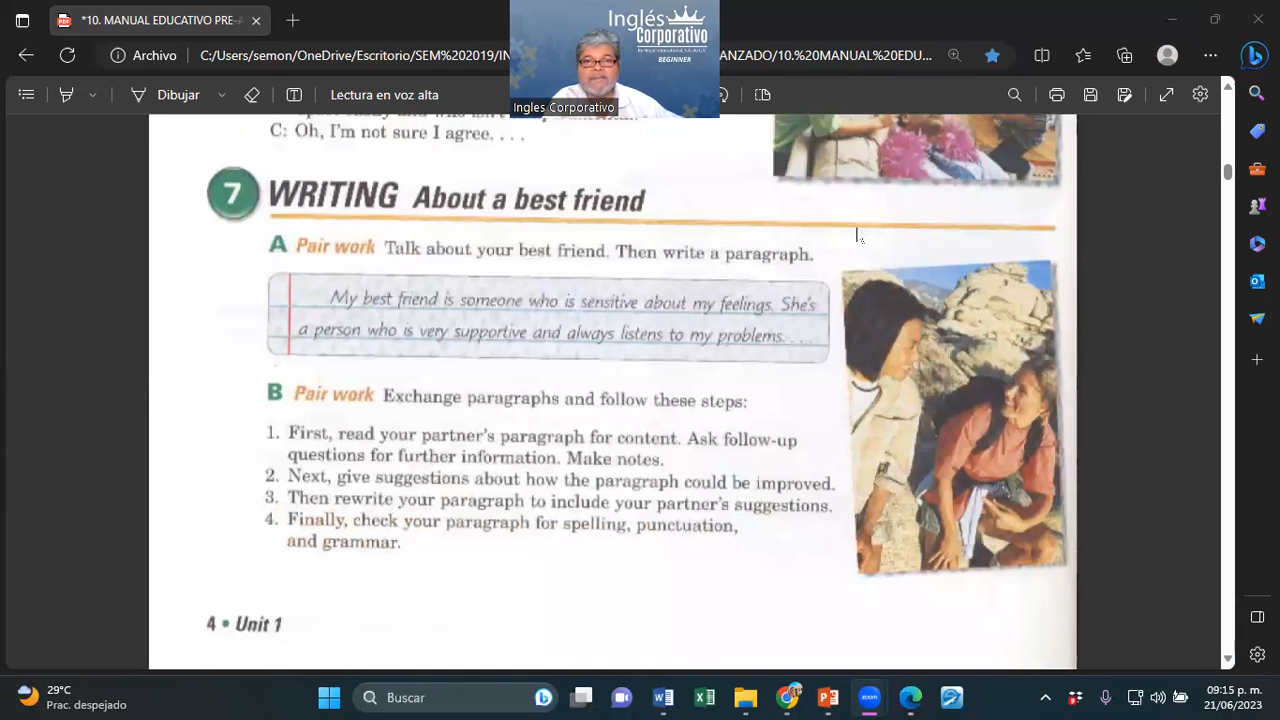 *10. MANUAL EDUCATIVO PRE-A
Archivo
C:/Users/
on/OneDrive/Escritorio/SEM%202019/IN
ANZADO/10.%20MANUAL%20EDU...
Inglés
Corporativo
BEGINNER
Ingles Corporativo
Dibujar
Lectura en voz alta
C: Oh, I'm not sure I agree. . . .
7 WRITING About a best friend
A Pair work Talk about your best friend. Then write a paragraph.
My best friend is someone who is sensitive about my feelings. She's
a person who is very supportive and always listens to my problems. . . .
B Pair work Exchange paragraphs and follow these steps:
1. First, read your partner's paragraph for content. Ask follow-up
questions for further information. Make notes.
2. Next, give suggestions about how the paragraph could be improved.
3. Then rewrite your paragraph to include your partner's suggestions.
4. Finally, check your paragraph for spelling, punctuation,
and grammar.
4 • Unit 1
29°C
Prac. despejado
Buscar
09:15 p. m.
21/06/2023